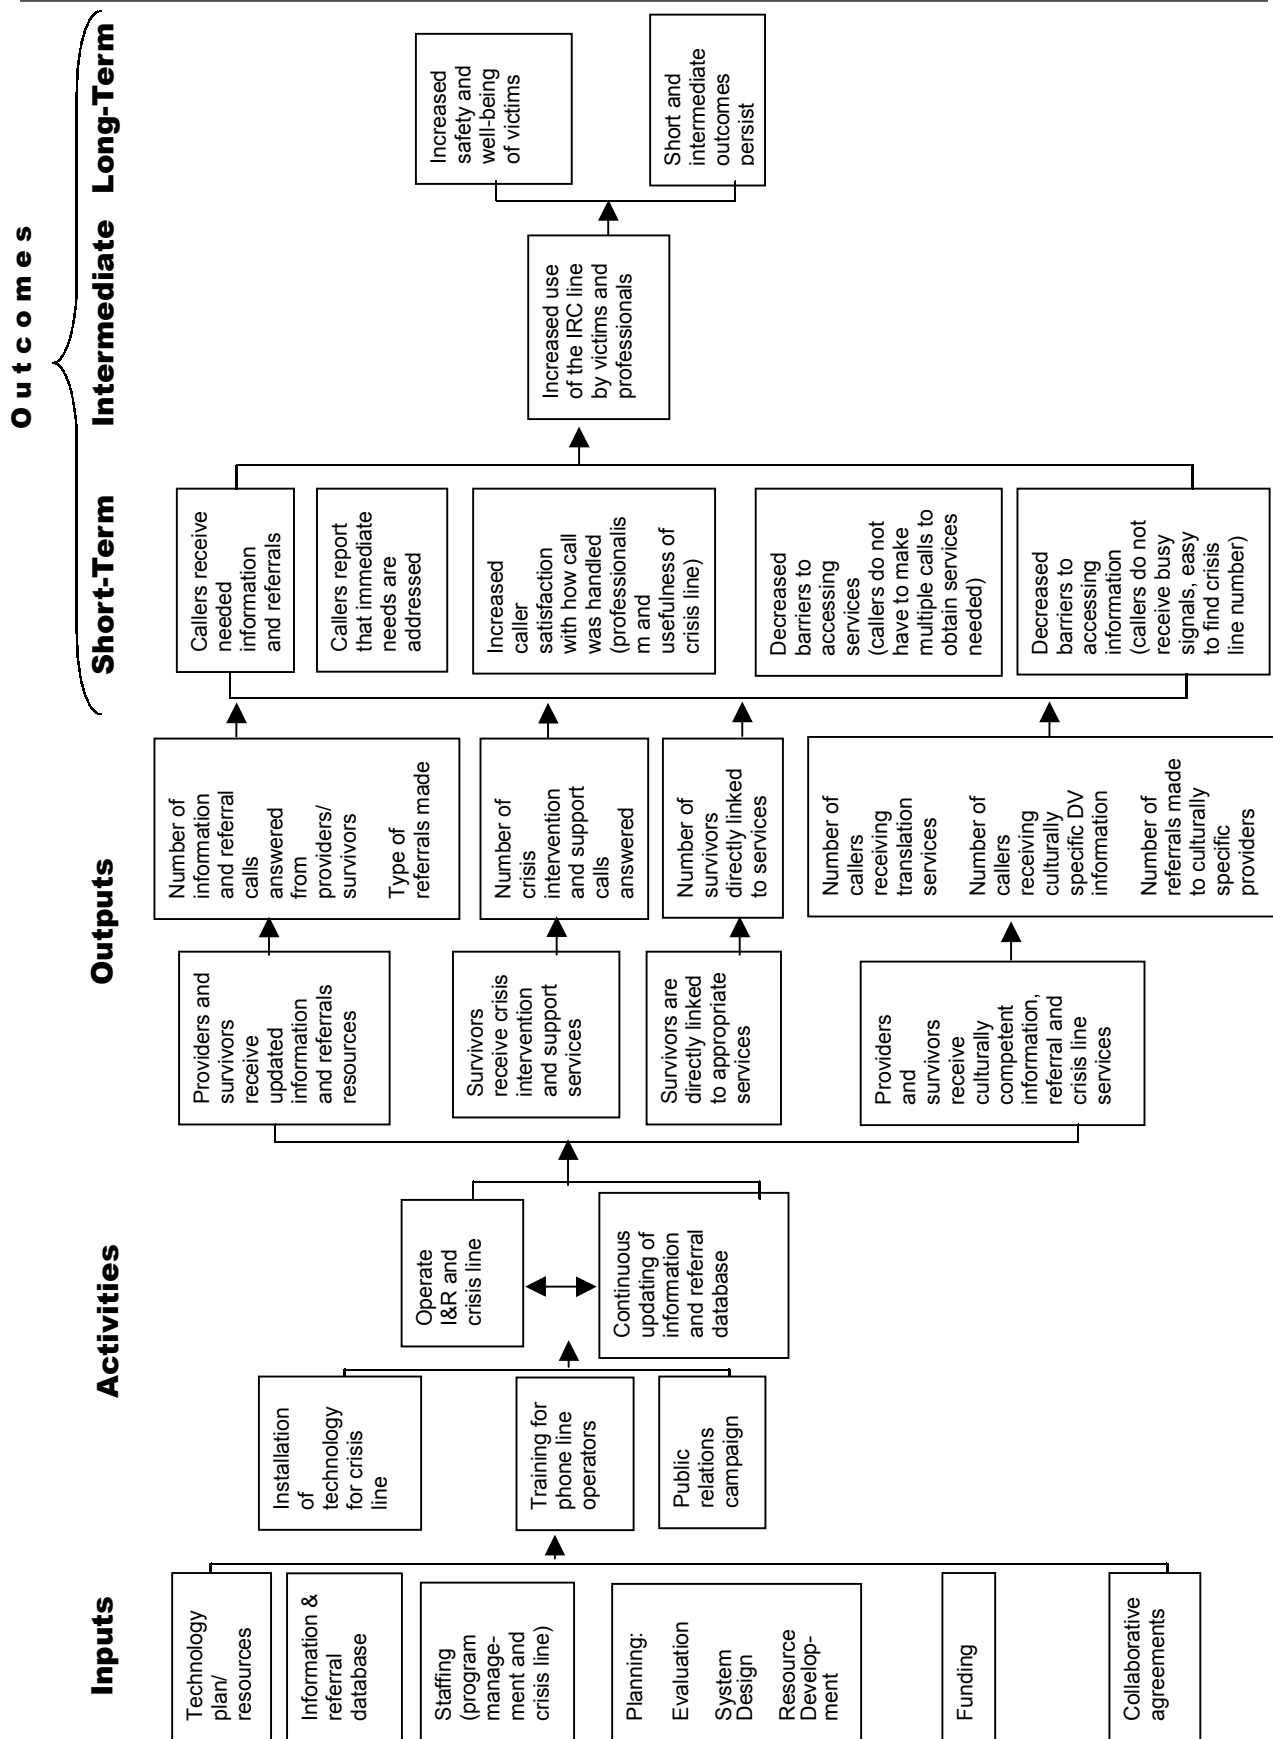 Outcomes
Inputs
Activities
Outputs
Short-Term
Intermediate
Long-Term
Technology
plan/
resources
Information &
referral
database
Staffing
(program
manage-
ment and
crisis line)
Planning:
Evaluation
System
Design
Resource
Develop-
ment
Funding
Collaborative
agreements
Installation
of
technology
for crisis
line
Training for
phone line
operators
Public
relations
campaign
Operate
I&R and
crisis line
Continuous
updating of
information
and referral
database
Providers and
survivors
receive
updated
information
and referrals
resources
Survivors
receive crisis
intervention
and support
services
Survivors are
directly linked
to appropriate
services
Providers
and
survivors
receive
culturally
competent
information,
referral and
crisis line
services
Number of
information
and referral
calls
answered
from
providers/
survivors
Type of
referrals made
Number of
crisis
intervention
and support
calls
answered
Number of
survivors
directly linked
to services
Number of
callers
receiving
translation
services
Number of
callers
receiving
culturally
specific DV
information
Number of
referrals made
to culturally
specific
providers
Callers receive
needed
information
and referrals
Callers report
that immediate
needs are
addressed
Increased
caller
satisfaction
with how call
was handled
(professionalis
m and
usefulness of
crisis line)
Decreased
barriers to
accessing
services
(callers do not
have to make
multiple calls to
obtain services
needed)
Decreased
barriers to
accessing
information
(callers do not
receive busy
signals, easy
to find crisis
line number)
Increased use
of the IRC line
by victims and
professionals
Increased
safety and
well-being
of victims
Short and
intermediate
outcomes
persist